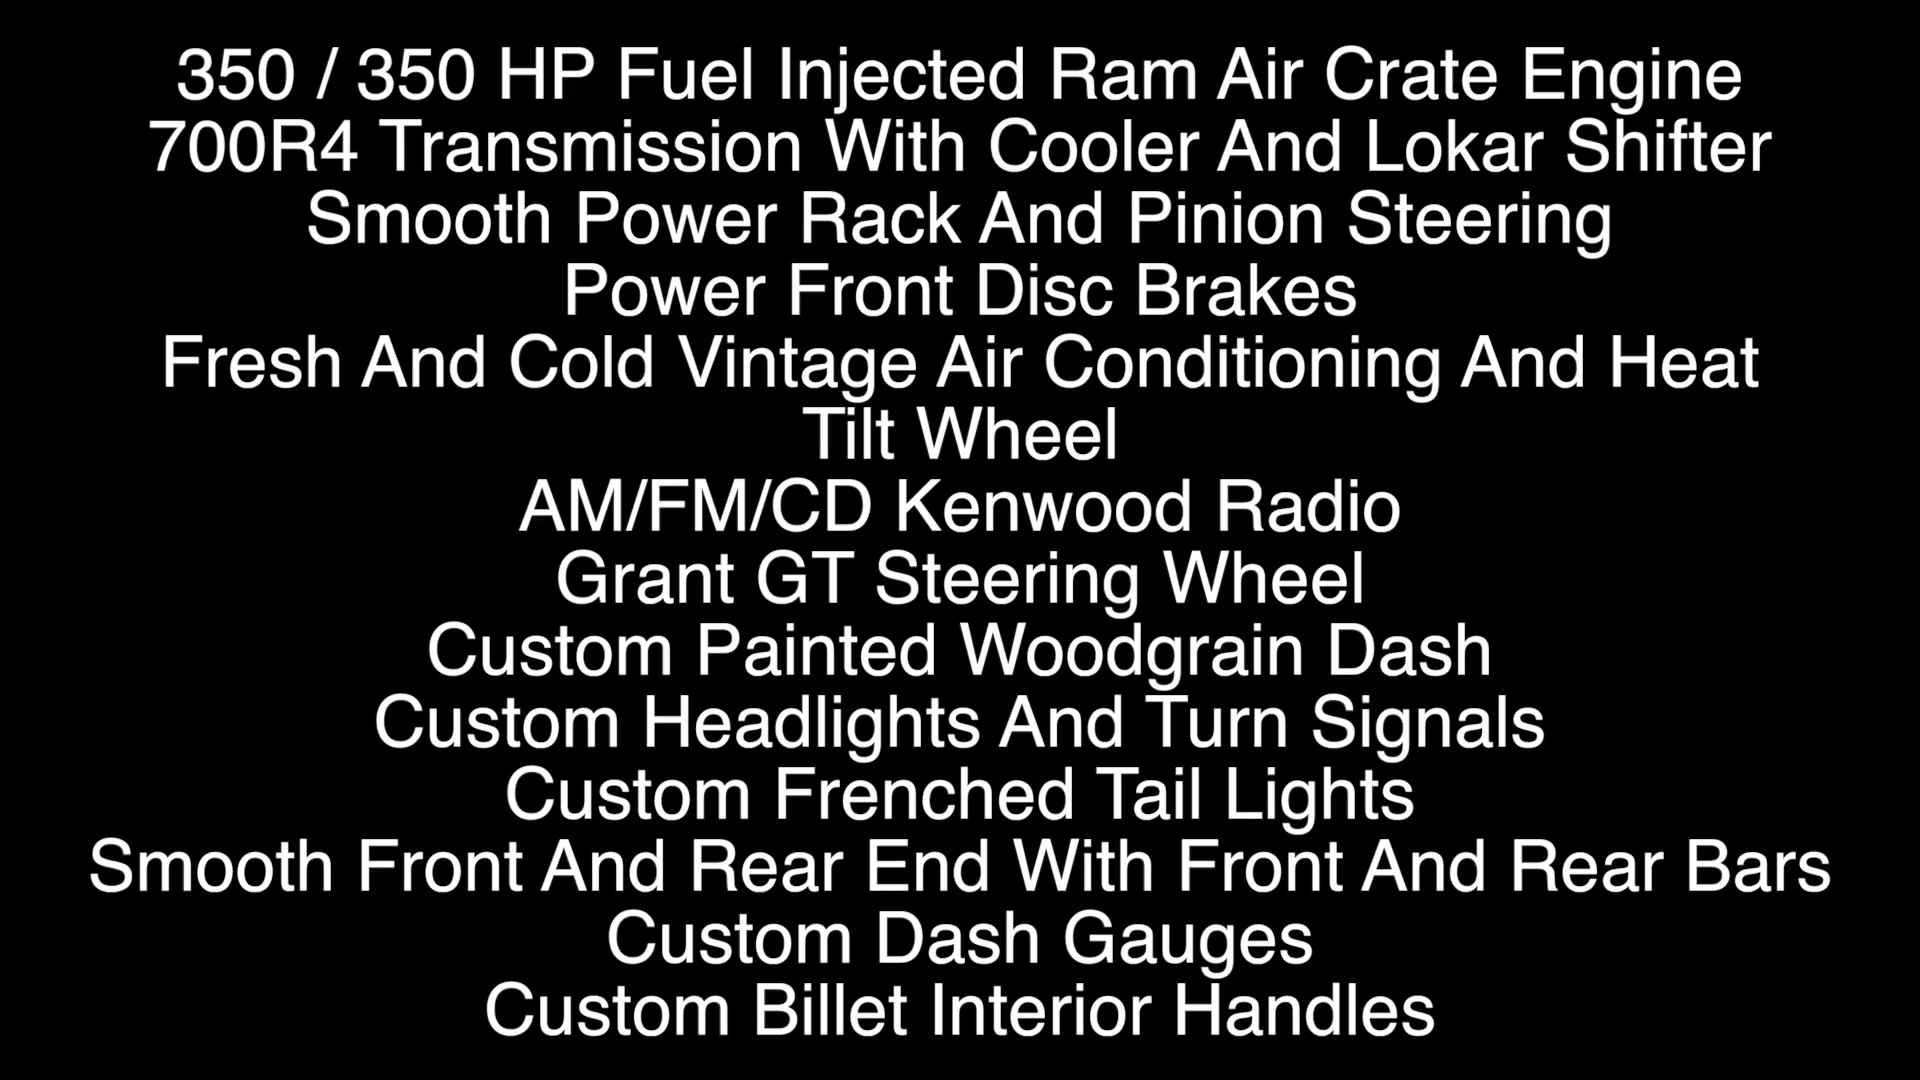 350 / 350 HP Fuel Injected Ram Air Crate Engine
700R4 Transmission With Cooler And Lokar Shifter
Smooth Power Rack And Pinion Steering
Power Front Disc Brakes
Fresh And Cold Vintage Air Conditioning And Heat
Tilt Wheel
AM/FM/CD Kenwood Radio
Grant GT Steering Wheel
Custom Painted Woodgrain Dash
Custom Headlights And Turn Signals
Custom Frenched Tail Lights
Smooth Front And Rear End With Front And Rear Bars
Custom Dash Gauges
Custom Billet Interior Handles